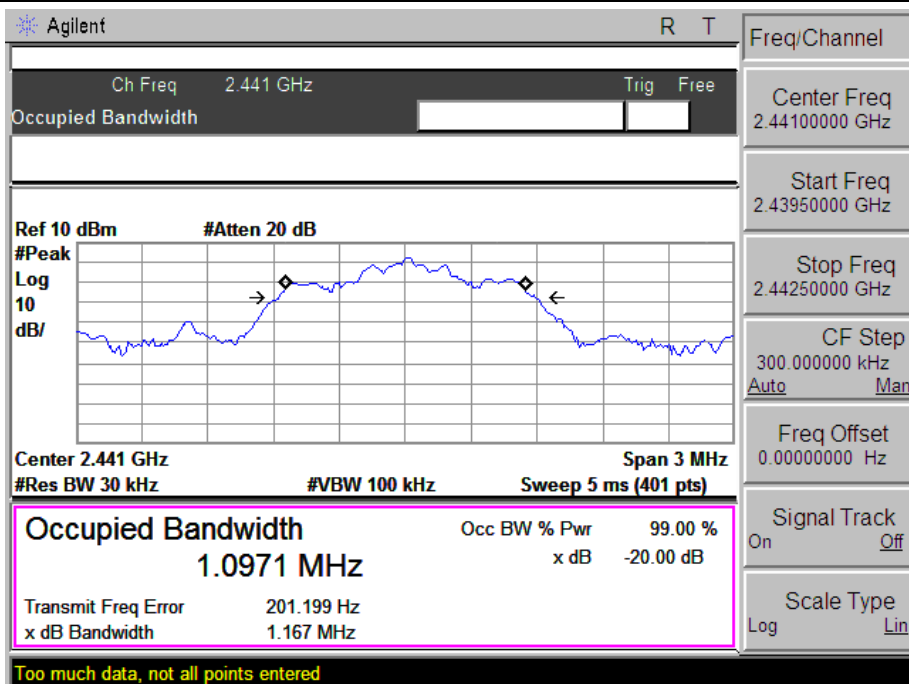 Agilent R T
Ch Freq 2.441 GHz Trig Free
Occupied Bandwidth
Ref 10 dBm #Atten 20 dB
#Peak
Log
10
dB/
Center 2.441 GHz Span 3 MHz
#Res BW 30 kHz #VBW 100 kHz Sweep 5 ms (401 pts)
Occupied Bandwidth Occ BW % Pwr 99.00 %
1.0971 MHz x dB -20.00 dB
Transmit Freq Error 201.199 Hz
x dB Bandwidth 1.167 MHz
Too much data, not all points entered
Freq/Channel
Center Freq
2.44100000 GHz
Start Freq
2.43950000 GHz
Stop Freq
2.44250000 GHz
CF Step
300.000000 kHz
Auto Man
Freq Offset
0.00000000 Hz
Signal Track
On Off
Scale Type
Log Lin